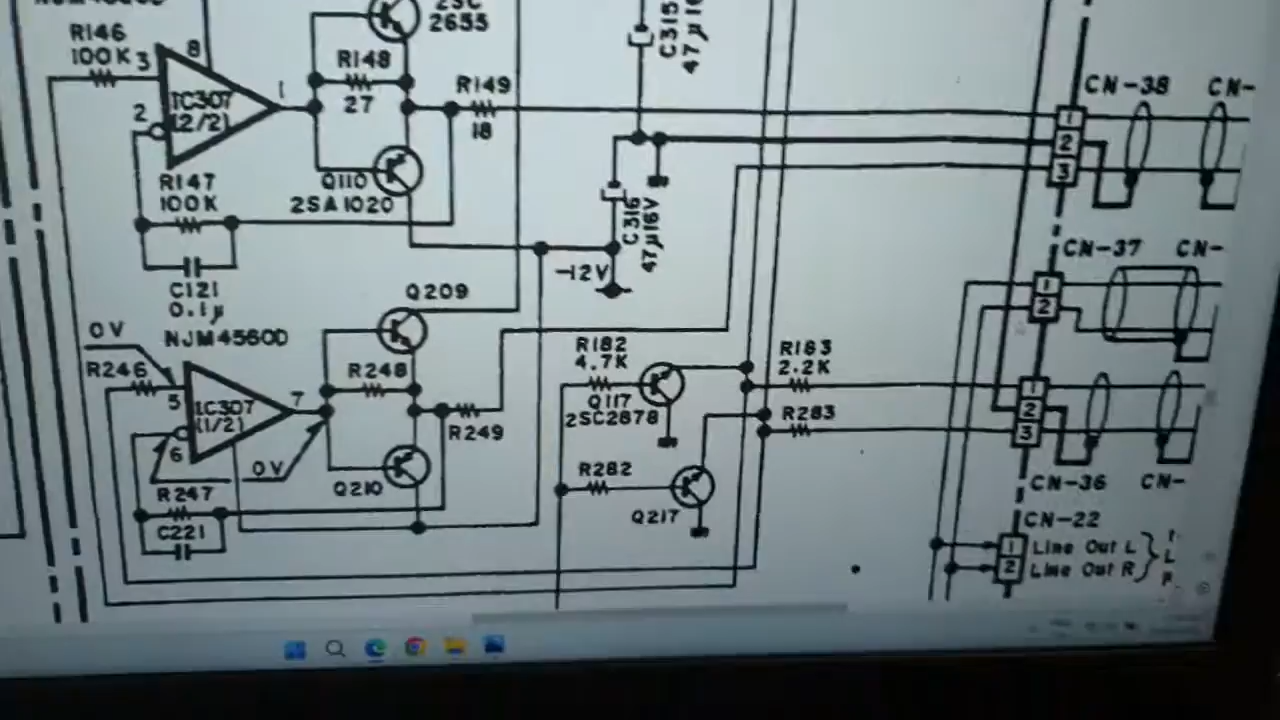 2SC
2655
R146
100K
3
8
1
2
IC307
(2/2)
R148
27
R149
18
R147
100K
Q110
2SA1020
C121
0.1μ
C315
47μ
C316
47μ16V
-12V
CN-38
CN-
1
2
3
CN-37
CN-
1
2
0V
NJM4560D
Q209
R246
5
7
6
IC307
(1/2)
R248
R249
0V
Q210
R247
C221
R182
4.7K
Q117
2SC2878
R183
2.2K
R283
R282
Q217
1
2
3
CN-36
CN-
CN-22
1
Line Out L
2
Line Out R
L